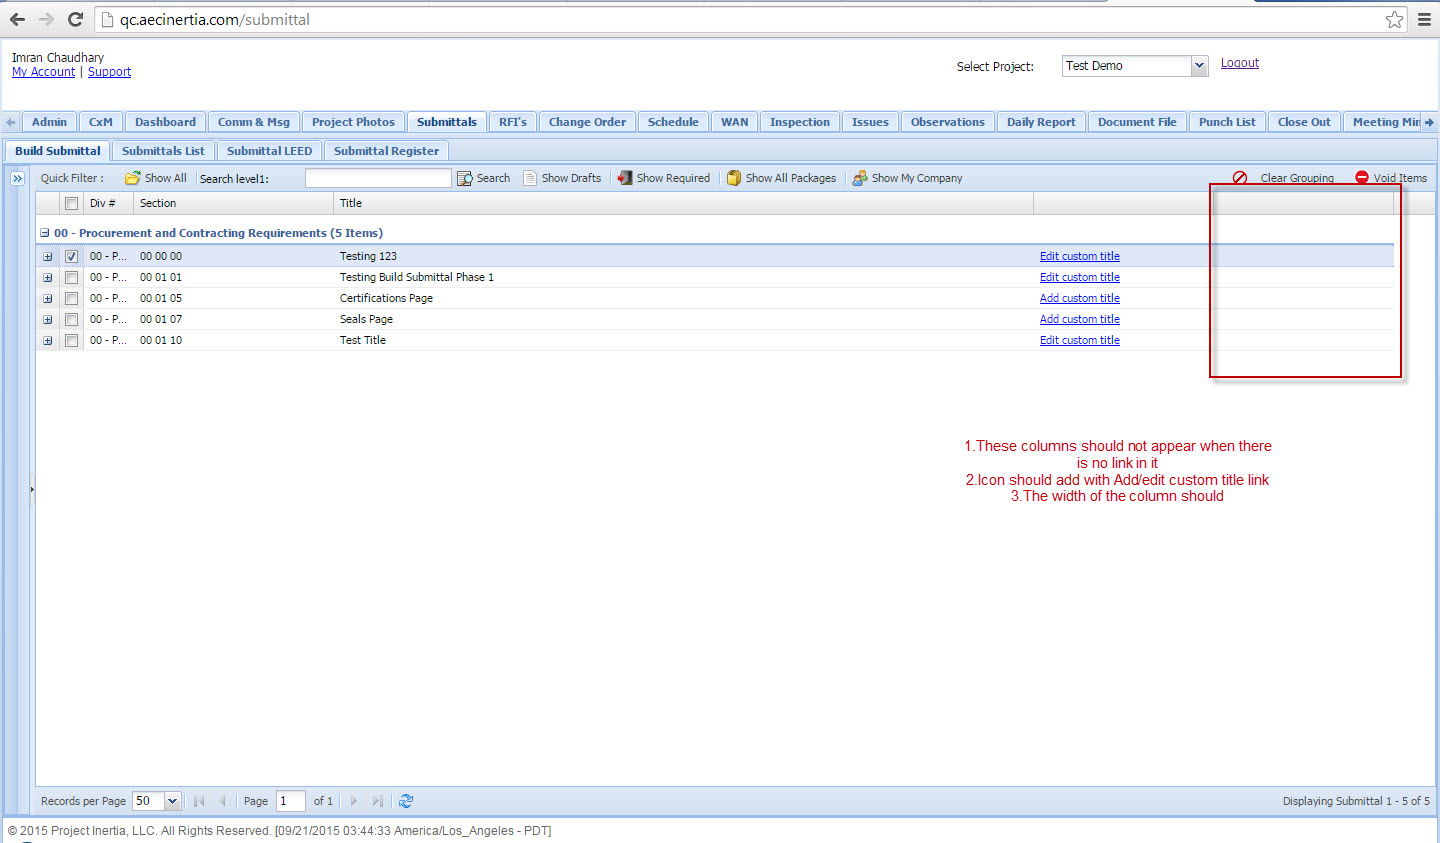 qc.aecinertia.com/submittal
Imran Chaudhary
My Account | Support
Select Project: Test Demo Logout
Admin CxM Dashboard Comm & Msg Project Photos Submittals RFI's Change Order Schedule WAN Inspection Issues Observations Daily Report Document File Punch List Close Out Meeting Min
Build Submittal Submittals List Submittal LEED Submittal Register
Quick Filter : Show All Search level1: Search Show Drafts Show Required Show All Packages Show My Company Clear Grouping Void Items
Div # Section Title
00 - Procurement and Contracting Requirements (5 Items)
00 - P... 00 00 00 Testing 123 Edit custom title
00 - P... 00 01 01 Testing Build Submittal Phase 1 Edit custom title
00 - P... 00 01 05 Certifications Page Add custom title
00 - P... 00 01 07 Seals Page Add custom title
00 - P... 00 01 10 Test Title Edit custom title
1.These columns should not appear when there
is no link in it
2.Icon should add with Add/edit custom title link
3.The width of the column should
Records per Page 50 Page 1 of 1 Displaying Submittal 1 - 5 of 5
© 2015 Project Inertia, LLC. All Rights Reserved. [09/21/2015 03:44:33 America/Los_Angeles - PDT]